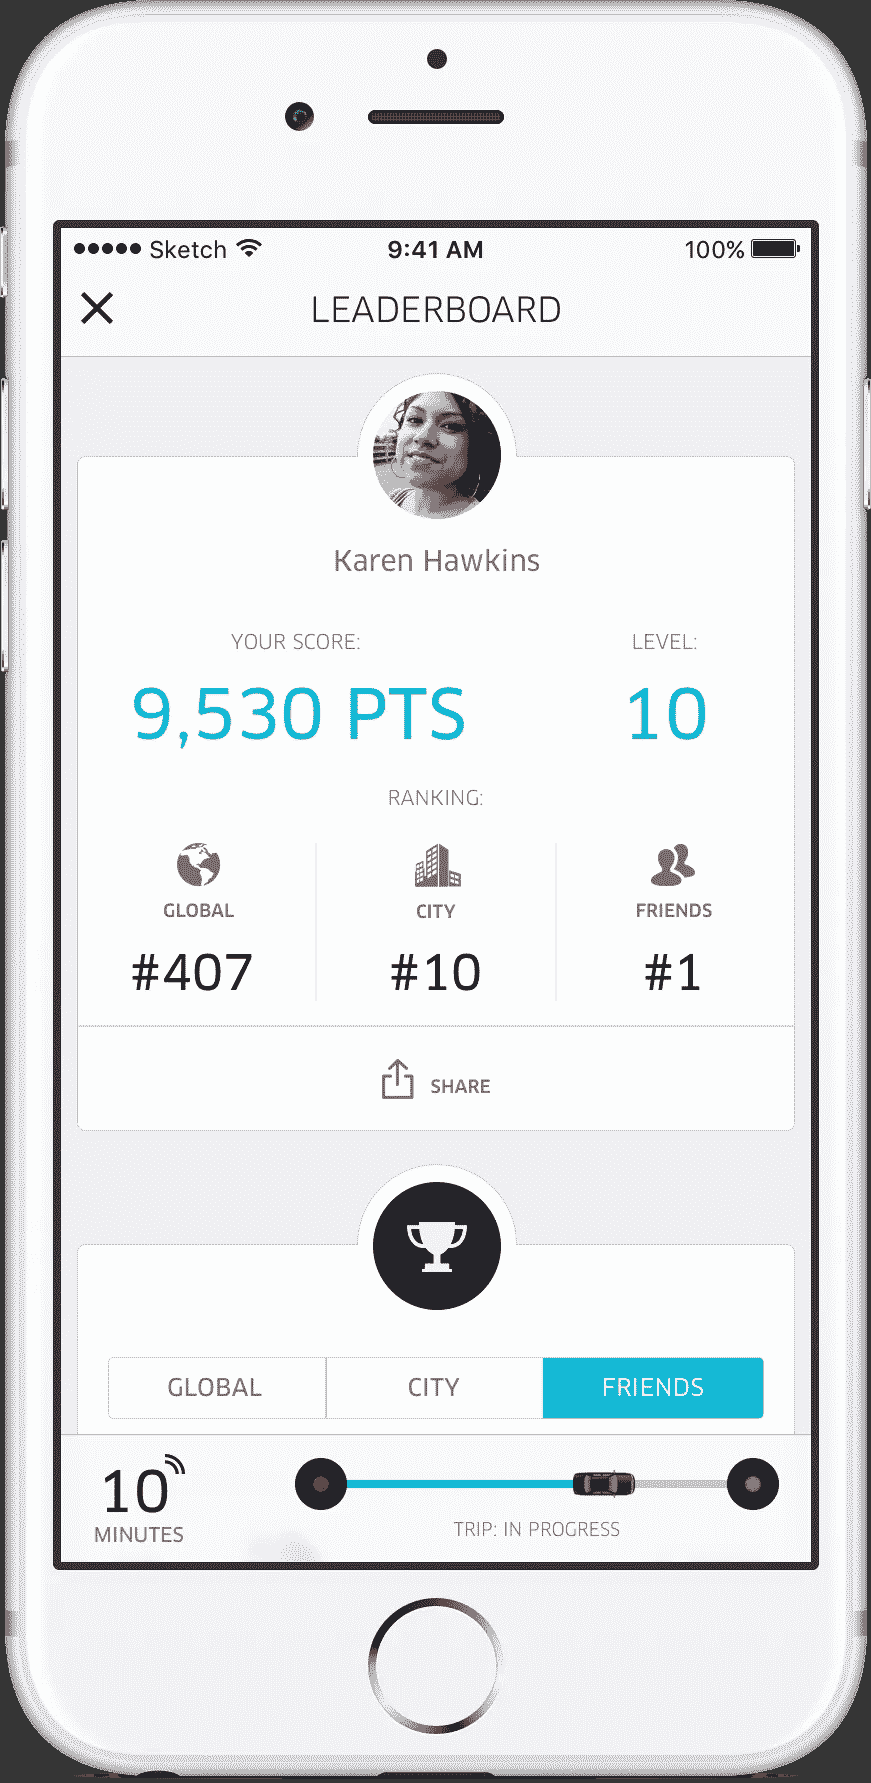 Sketch 9:41 AM 100%
LEADERBOARD
Karen Hawkins
YOUR SCORE: LEVEL:
9,530 PTS 10
RANKING:
GLOBAL CITY FRIENDS
#407 #10 #1
SHARE
GLOBAL CITY FRIENDS
10
MINUTES
TRIP: IN PROGRESS